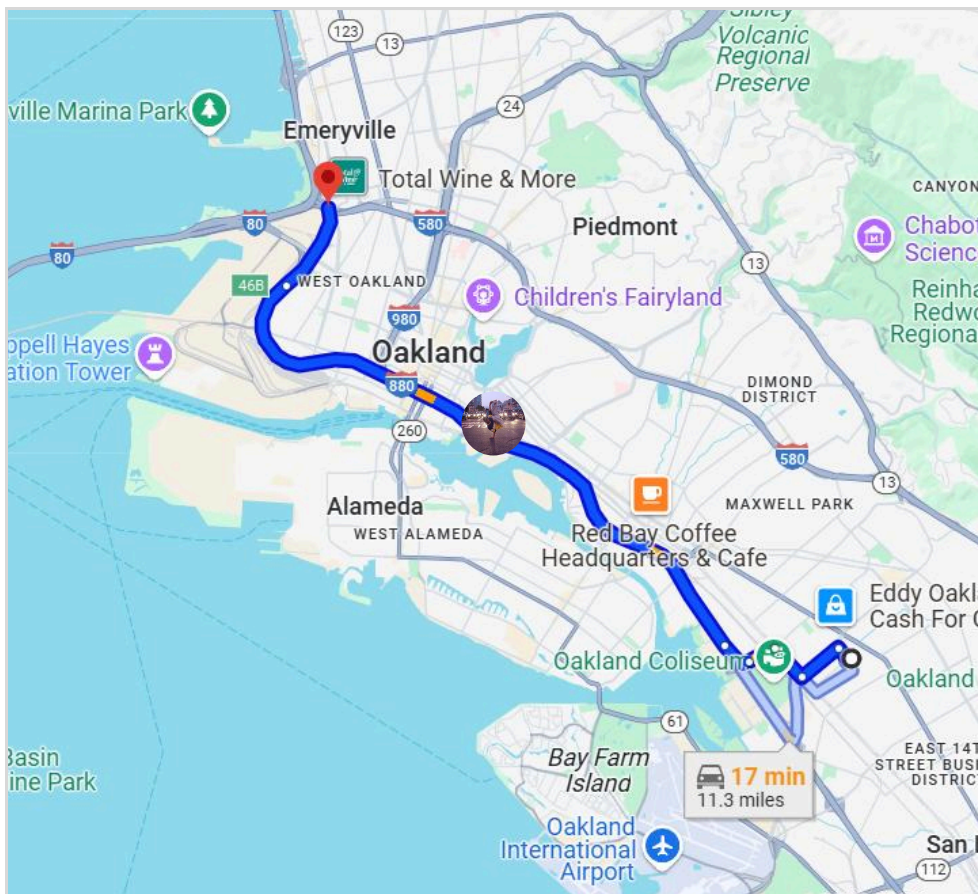 Sibley
Volcanic
Regional
Preserve
123
13
24
ville Marina Park
Emeryville
Total Wine & More
CANYON
80
580
Piedmont
Chabot
Science
80
13
46B
WEST OAKLAND
Children's Fairyland
Reinha
Redwo
Regional
980
ppell Hayes
ation Tower
Oakland
880
DIMOND
DISTRICT
260
580
13
Alameda
WEST ALAMEDA
MAXWELL PARK
Red Bay Coffee
Headquarters & Cafe
Eddy Oakl
Cash For G
Oakland Coliseum
Oakland
61
EAST 14T
STREET BUSI
DISTRICT
Basin
ine Park
Bay Farm
Island
17 min
11.3 miles
Oakland
International
Airport
San L
112